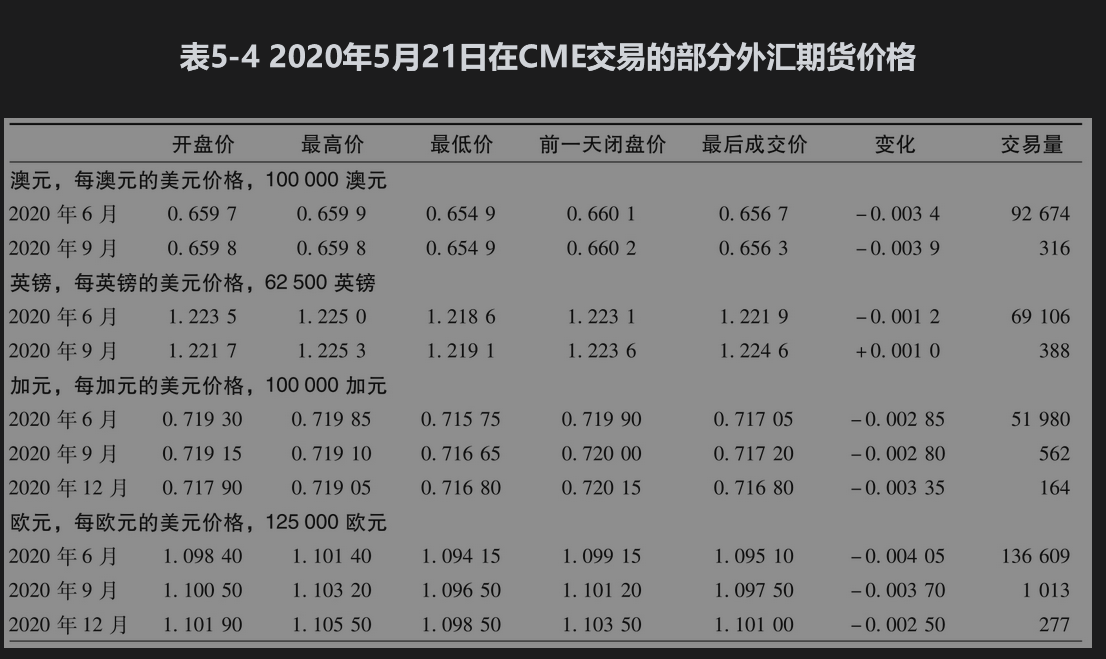 表5-4 2020年5月21日在CME交易的部分外汇期货价格
开盘价 最高价 最低价 前一天闭盘价 最后成交价 变化 交易量
澳元，每澳元的美元价格，100 000 澳元
2020 年 6 月 0. 659 7 0. 659 9 0. 654 9 0. 660 1 0. 656 7 -0. 003 4 92 674
2020 年 9 月 0. 659 8 0. 659 8 0. 654 9 0. 660 2 0. 656 3 -0. 003 9 316
英镑，每英镑的美元价格，62 500 英镑
2020 年 6 月 1. 223 5 1. 225 0 1. 218 6 1. 223 1 1. 221 9 -0. 001 2 69 106
2020 年 9 月 1. 221 7 1. 225 3 1. 219 1 1. 223 6 1. 224 6 +0. 001 0 388
加元，每加元的美元价格，100 000 加元
2020 年 6 月 0. 719 30 0. 719 85 0. 715 75 0. 719 90 0. 717 05 -0. 002 85 51 980
2020 年 9 月 0. 719 15 0. 719 10 0. 716 65 0. 720 00 0. 717 20 -0. 002 80 562
2020 年 12 月 0. 717 90 0. 719 05 0. 716 80 0. 720 15 0. 716 80 -0. 003 35 164
欧元，每欧元的美元价格，125 000 欧元
2020 年 6 月 1. 098 40 1. 101 40 1. 094 15 1. 099 15 1. 095 10 -0. 004 05 136 609
2020 年 9 月 1. 100 50 1. 103 20 1. 096 50 1. 101 20 1. 097 50 -0. 003 70 1 013
2020 年 12 月 1. 101 90 1. 105 50 1. 098 50 1. 103 50 1. 101 00 -0. 002 50 277